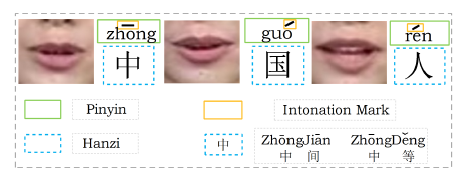 zhōng guó rén
中 国 人
Pinyin Intonation Mark
Hanzi 中 ZhōngJiān ZhōngDěng
中 间 中 等